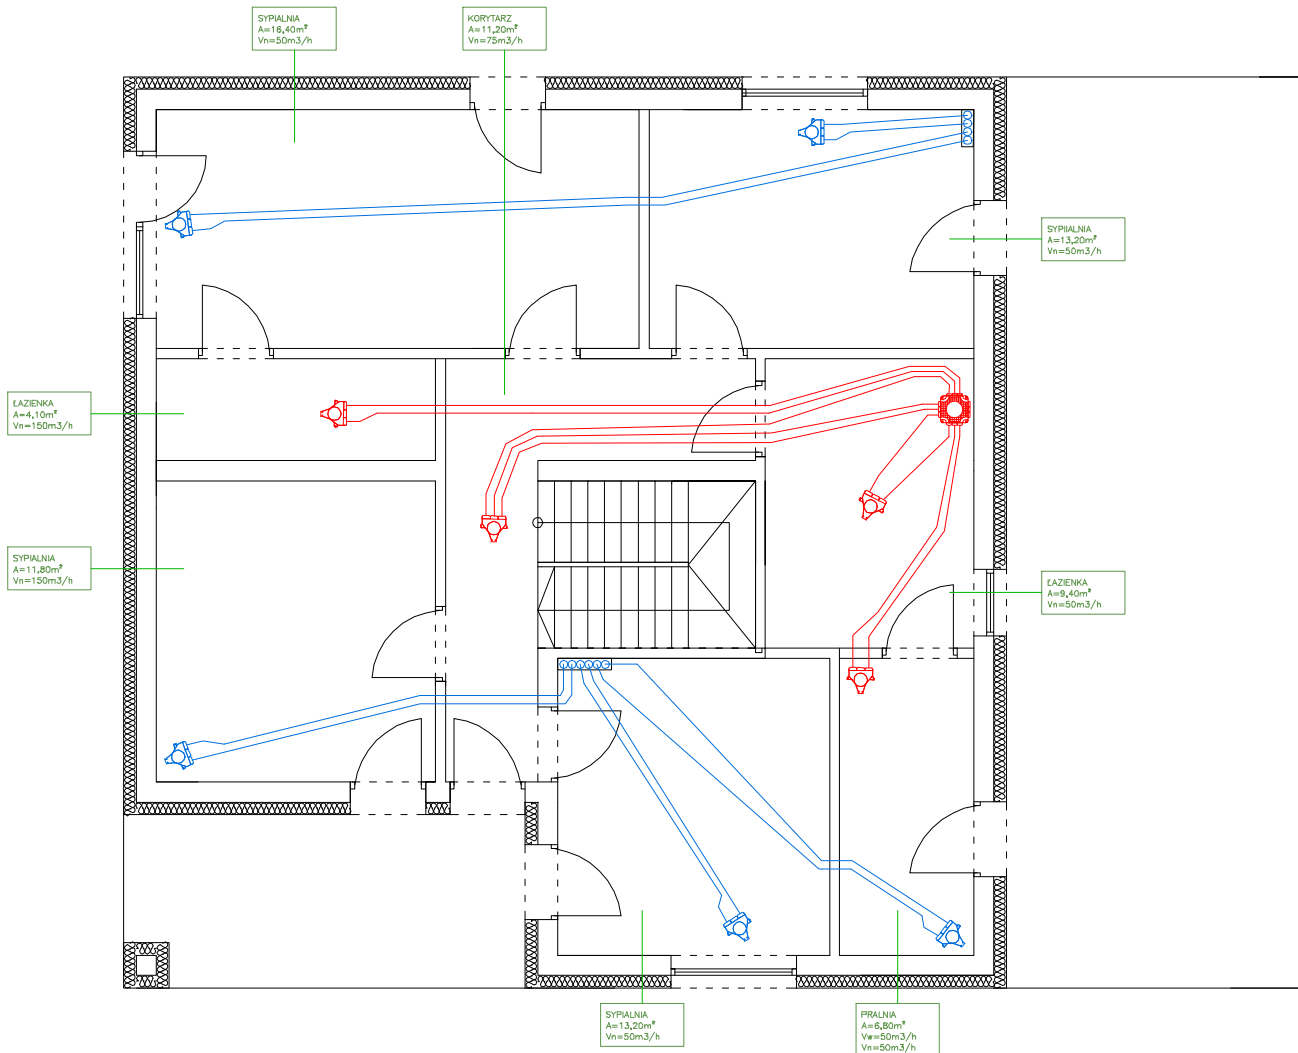 SYPIALNIA
A=16,40m²
Vn=50m3/h
KORYTARZ
A=11,20m²
Vn=75m3/h
SYPIIALNIA
A=13,20m²
Vn=50m3/h
ŁAZIENKA
A=4,10m²
Vn=150m3/h
SYPIALNIA
A=11,80m²
Vn=150m3/h
ŁAZIENKA
A=9,40m²
Vn=50m3/h
SYPIALNIA
A=13,20m²
Vn=50m3/h
PRALNIA
A=6,80m²
Vw=50m3/h
Vn=50m3/h